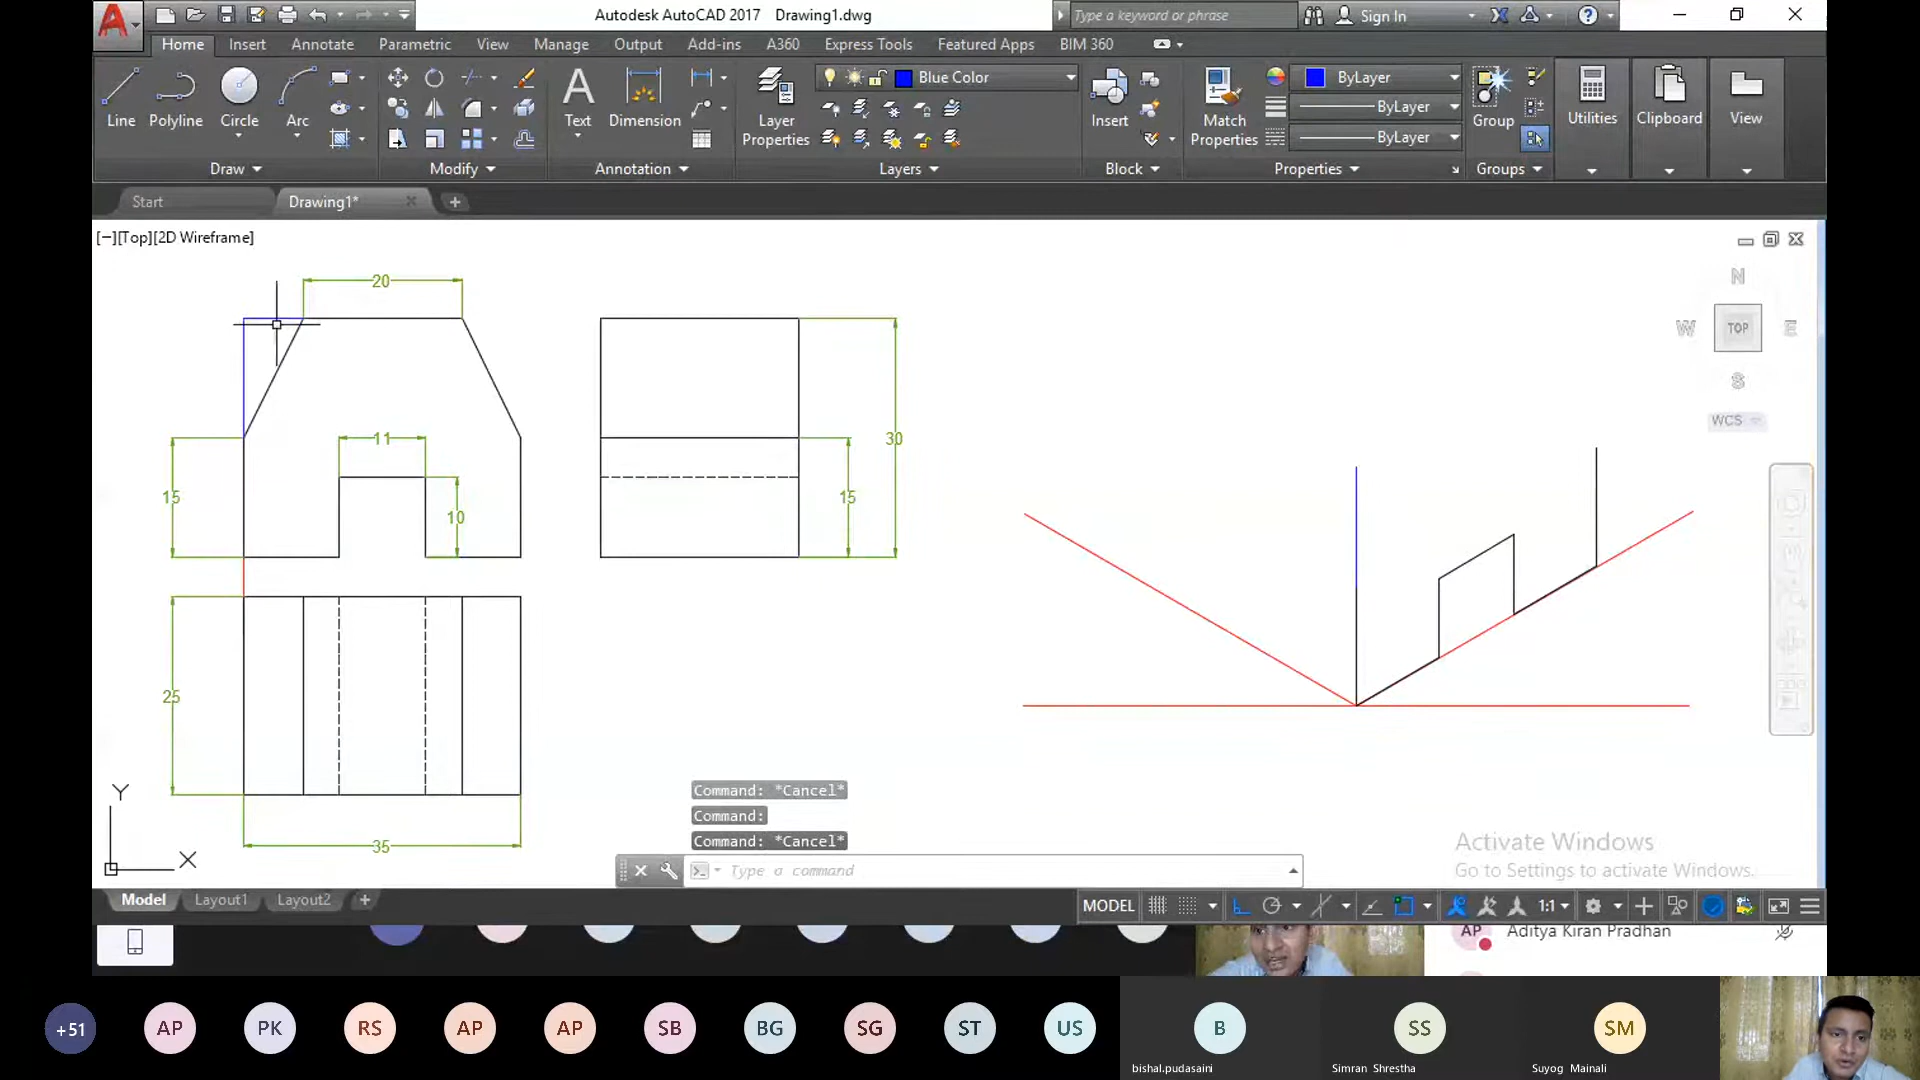 Autodesk AutoCAD 2017 Drawing1.dwg
Type a keyword or phrase
Sign In
Home Insert Annotate Parametric View Manage Output Add-ins A360 Express Tools Featured Apps BIM 360
Line Polyline Circle Arc
Text Dimension
Layer Properties
Blue Color
Insert
Match Properties
ByLayer
ByLayer
ByLayer
Group
Utilities
Clipboard
View
Draw Modify Annotation Layers Block Properties Groups
Start Drawing1*
[−][Top][2D Wireframe]
N
W TOP E
S
WCS
20
11
15
10
30
15
25
35
Y
X
Command: *Cancel*
Command:
Command: *Cancel*
Type a command
Activate Windows
Go to Settings to activate Windows.
Model Layout1 Layout2
MODEL
1:1
AP Aditya Kiran Pradhan
+51 AP PK RS AP AP SB BG SG ST US B SS SM
bishal.pudasaini
Simran Shrestha
Suyog Mainali